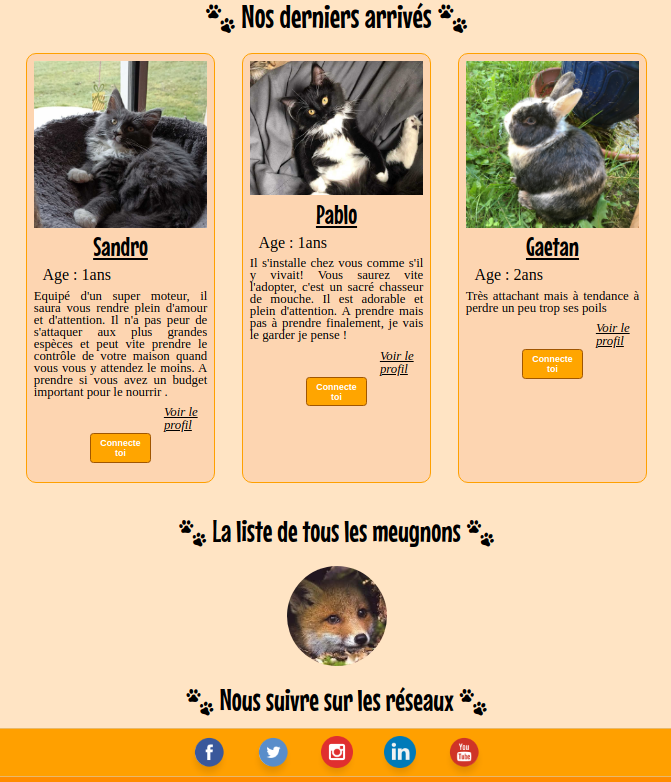 Nos derniers arrivés
Sandro
Age : 1ans
Equipé d'un super moteur, il
saura vous rendre plein d'amour
et d'attention. Il n'a pas peur de
s'attaquer aux plus grandes
espèces et peut vite prendre le
contrôle de votre maison quand
vous vous y attendez le moins. A
prendre si vous avez un budget
important pour le nourrir .
Voir le
profil
Connecte
toi
Pablo
Age : 1ans
Il s'installe chez vous comme s'il
y vivait! Vous saurez vite
l'adopter, c'est un sacré chasseur
de mouche. Il est adorable et
plein d'attention. A prendre mais
pas à prendre finalement, je vais
le garder je pense !
Voir le
profil
Connecte
toi
Gaetan
Age : 2ans
Très attachant mais à tendance à
perdre un peu trop ses poils
Voir le
profil
Connecte
toi
La liste de tous les meugnons
Nous suivre sur les réseaux
f
in
You
Tube